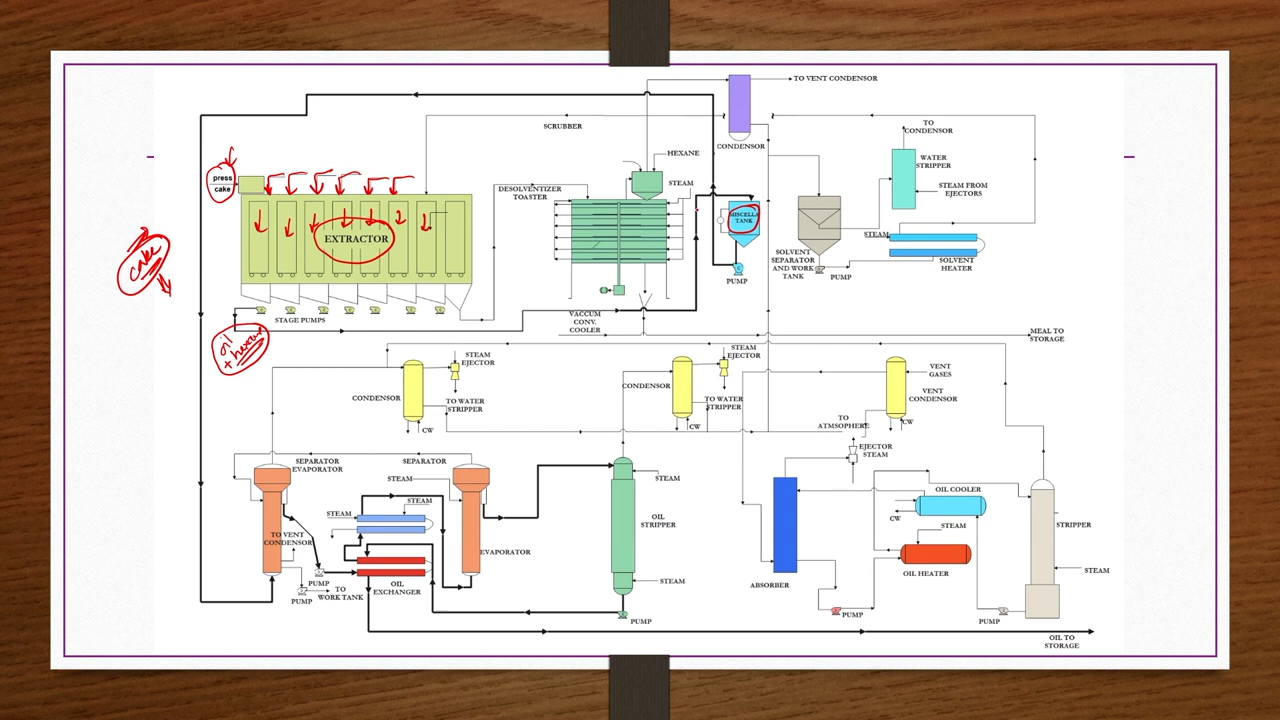 TO VENT CONDENSOR
SCRUBBER
CONDENSOR
TO
CONDENSOR
HEXANE
WATER
STRIPPER
press
cake
DESOLVENTIZER
TOASTER
STEAM
STEAM FROM
EJECTORS
MISCELLA
TANK
EXTRACTOR
cake
STEAM
SOLVENT
SEPARATOR
AND WORK
TANK
SOLVENT
HEATER
PUMP
PUMP
STAGE PUMPS
VACCUM
CONV.
COOLER
MEAL TO
STORAGE
oil
+ hexane
STEAM
EJECTOR
STEAM
EJECTOR
CONDENSOR
CONDENSOR
VENT
GASES
VENT
CONDENSOR
TO WATER
STRIPPER
TO WATER
STRIPPER
CW
CW
CW
TO
ATMSOPHERE
EJECTOR
STEAM
SEPARATOR
EVAPORATOR
SEPARATOR
STEAM
STEAM
STEAM
STEAM
OIL COOLER
CW
OIL
STRIPPER
STEAM
STRIPPER
TO VENT
CONDENSOR
EVAPORATOR
OIL HEATER
STEAM
STEAM
PUMP
PUMP
TO
WORK TANK
OIL
EXCHANGER
ABSORBER
PUMP
PUMP
PUMP
OIL TO
STORAGE